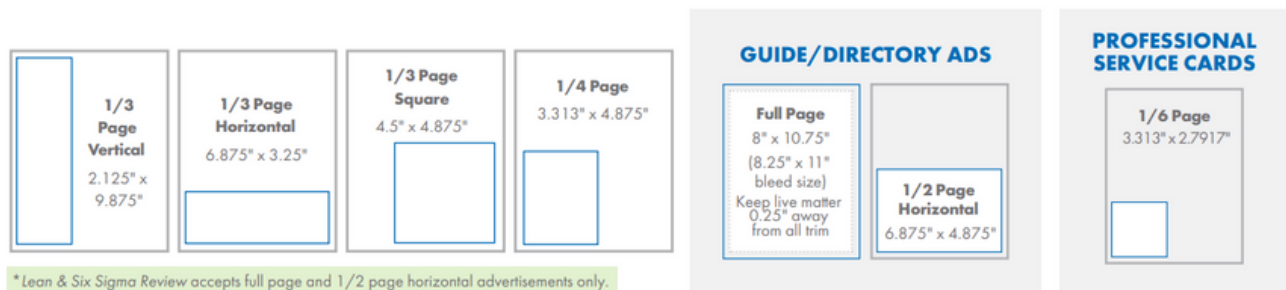 1/3
Page
Vertical
2.125" x
9.875"
1/3 Page
Horizontal
6.875" x 3.25"
1/3 Page
Square
4.5" x 4.875"
1/4 Page
3.313" x 4.875"
*Lean & Six Sigma Review accepts full page and 1/2 page horizontal advertisements only.
GUIDE/DIRECTORY ADS
Full Page
8" x 10.75"
(8.25" x 11"
bleed size)
Keep live matter
0.25" away
from all trim
1/2 Page
Horizontal
6.875" x 4.875"
PROFESSIONAL
SERVICE CARDS
1/6 Page
3.313" x 2.7917"